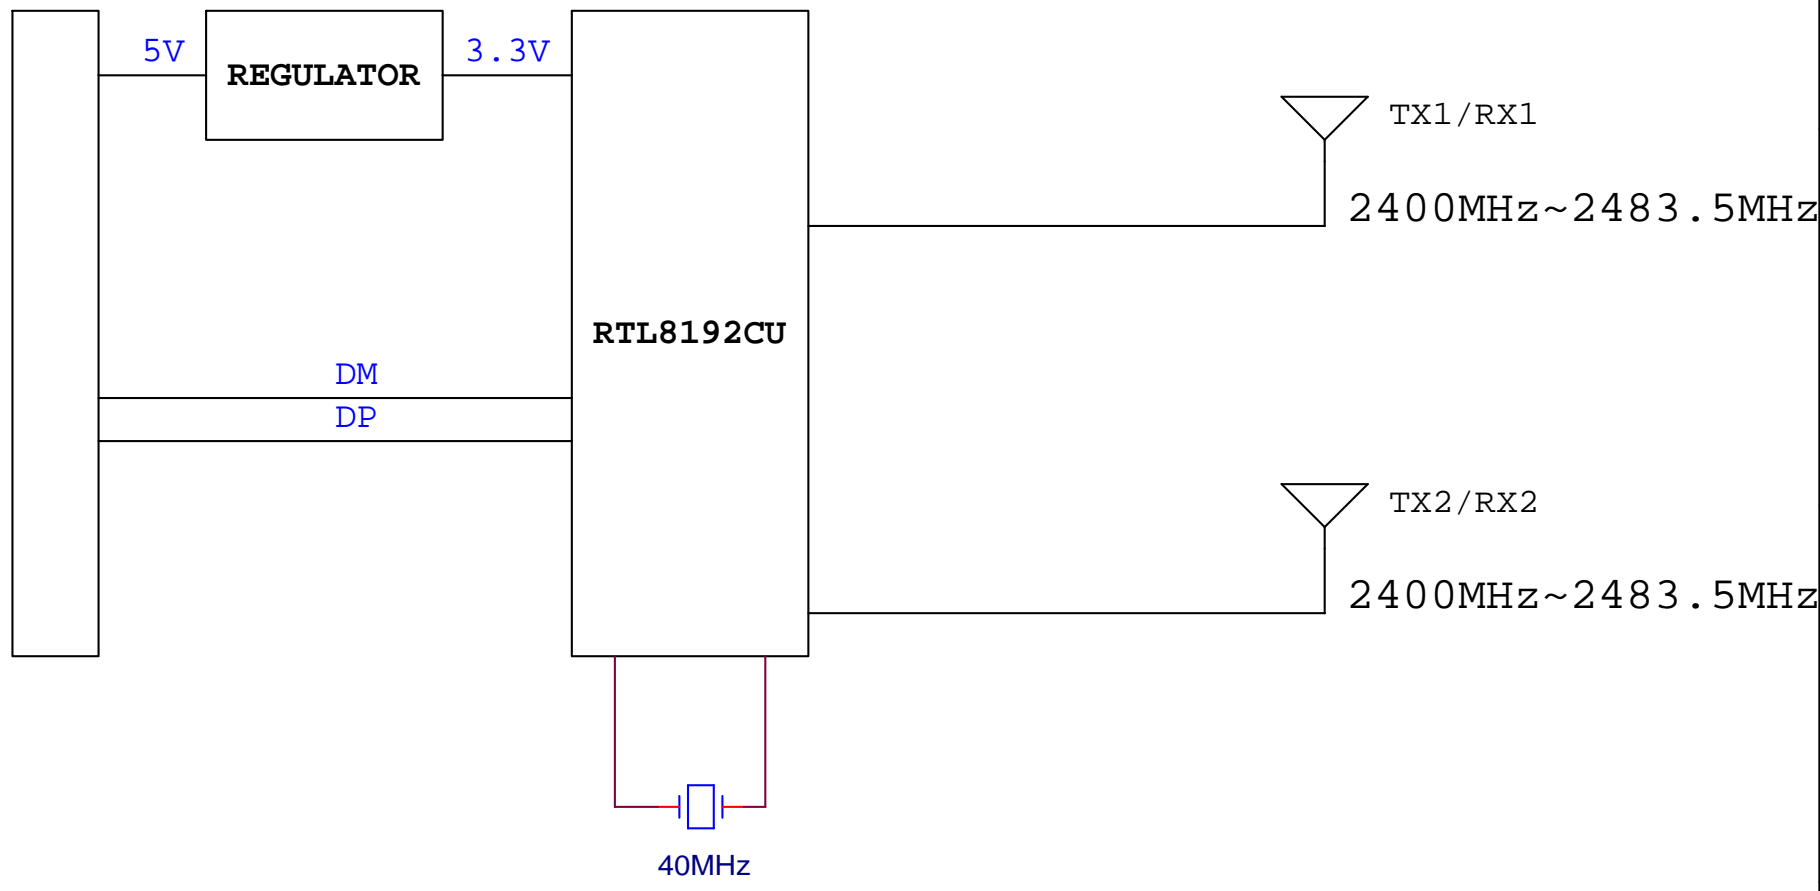 5V
REGULATOR
3.3V
TX1/RX1
2400MHz~2483.5MHz
RTL8192CU
DM
DP
TX2/RX2
2400MHz~2483.5MHz
40MHz